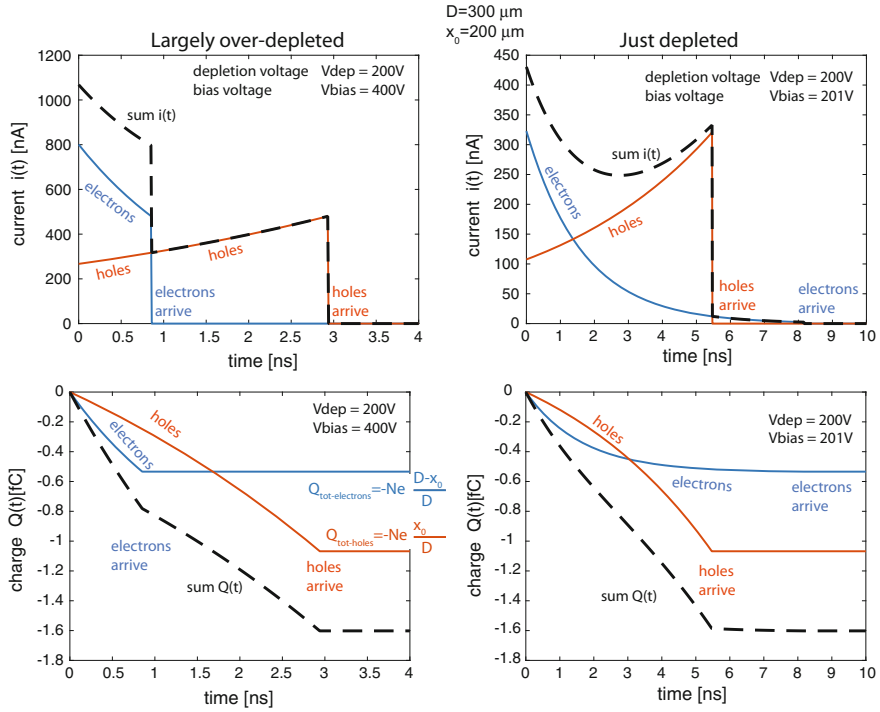 D=300 μm
x₀=200 μm
Largely over-depleted
1200
1000
800
600
400
200
0
current i(t) [nA]
depletion voltage Vdep = 200V
bias voltage Vbias = 400V
sum i(t)
electrons
holes
holes
electrons
arrive
holes
arrive
0 0.5 1 1.5 2 2.5 3 3.5 4
time [ns]
Just depleted
450
400
350
300
250
200
150
100
50
0
current i(t) [nA]
depletion voltage Vdep = 200V
bias voltage Vbias = 201V
sum i(t)
electrons
holes
holes
arrive
electrons
arrive
0 1 2 3 4 5 6 7 8 9 10
time [ns]
-0
-0.2
-0.4
-0.6
-0.8
-1
-1.2
-1.4
-1.6
-1.8
charge Q(t)[fC]
Vdep = 200V
Vbias = 400V
holes
electrons
Qtot-electrons=-Ne D-x₀/D
Qtot-holes=-Ne x₀/D
electrons
arrive
holes
arrive
sum Q(t)
0 0.5 1 1.5 2 2.5 3 3.5 4
time [ns]
-0
-0.2
-0.4
-0.6
-0.8
-1
-1.2
-1.4
-1.6
-1.8
charge Q(t)[fC]
Vdep = 200V
Vbias = 201V
holes
electrons
electrons
arrive
holes
arrive
sum Q(t)
0 1 2 3 4 5 6 7 8 9 10
time [ns]